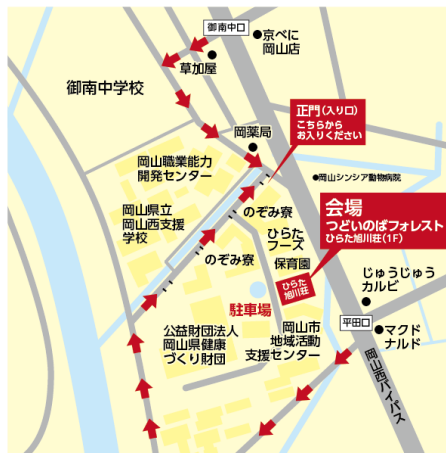 御南中口
京べに
岡山店
草加屋
御南中学校
正門(入り口)
こちらから
お入りください
岡薬局
岡山職業能力
開発センター
岡山シンシア動物病院
岡山県立
岡山西支援
学校
のぞみ寮
会場
つどいのばフォレスト
ひらた旭川荘(1F)
ひらた
フーズ
のぞみ寮
保育園
ひらた
旭川荘
じゅうじゅう
カルビ
駐車場
平田口
マクド
ナルド
公益財団法人
岡山県健康
づくり財団
岡山市
地域活動
支援センター
岡山西バイパス